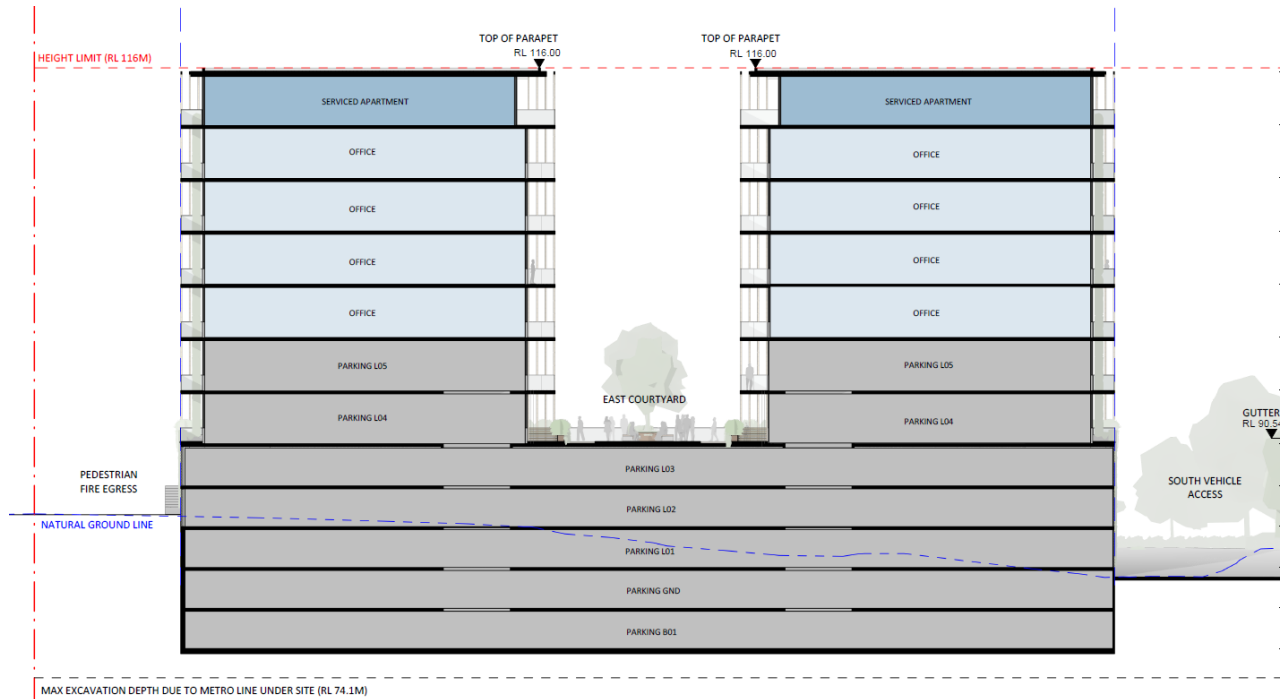 TOP OF PARAPET
RL 116.00
TOP OF PARAPET
RL 116.00
HEIGHT LIMIT (RL 116M)
SERVICED APARTMENT
SERVICED APARTMENT
OFFICE
OFFICE
OFFICE
OFFICE
OFFICE
OFFICE
OFFICE
OFFICE
PARKING L05
PARKING L05
EAST COURTYARD
PARKING L04
PARKING L04
GUTTER
RL 90.54
PARKING L03
PEDESTRIAN
FIRE EGRESS
SOUTH VEHICLE
ACCESS
PARKING L02
NATURAL GROUND LINE
PARKING L01
PARKING GND
PARKING B01
MAX EXCAVATION DEPTH DUE TO METRO LINE UNDER SITE (RL 74.1M)